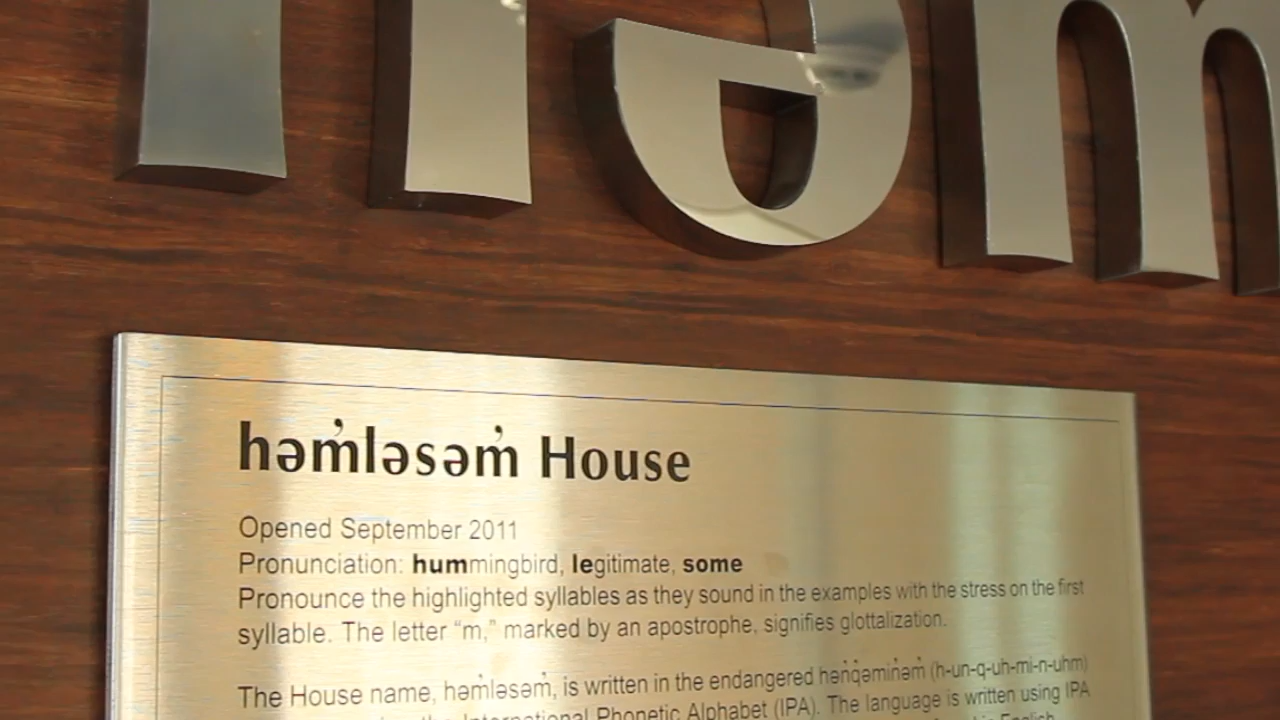 həm
həm̓ləsəm̓ House
Opened September 2011
Pronunciation: hummingbird, legitimate, some
Pronounce the highlighted syllables as they sound in the examples with the stress on the first
syllable. The letter “m,” marked by an apostrophe, signifies glottalization.
The House name, həm̓ləsəm̓, is written in the endangered hən̓q̓əmin̓əm̓ (h-un-q-uh-mi-n-uhm)
the International Phonetic Alphabet (IPA). The language is written using IPA
English